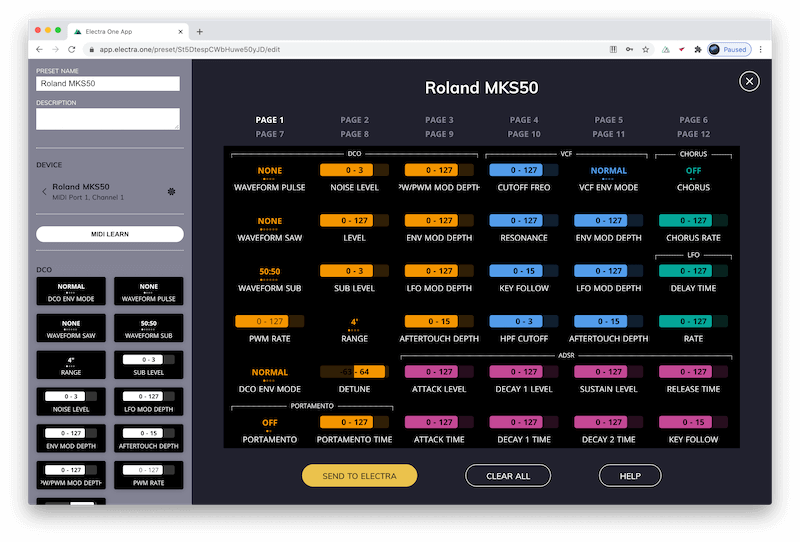 Electra One App
app.electra.one/preset/St5DtespCWbHuwe50yJD/edit
Paused
PRESET NAME
Roland MKS50
DESCRIPTION
DEVICE
Roland MKS50
MIDI Port 1, Channel 1
MIDI LEARN
DCO
NORMAL NONE
DCO ENV MODE WAVEFORM PULSE
NONE 50:50
WAVEFORM SAW WAVEFORM SUB
4' 0 - 3
RANGE SUB LEVEL
0 - 3 0 - 127
NOISE LEVEL LFO MOD DEPTH
0 - 127 0 - 15
ENV MOD DEPTH AFTERTOUCH DEPTH
0 - 127 0 - 127
PW/PWM MOD DEPTH PWM RATE
Roland MKS50
PAGE 1 PAGE 2 PAGE 3 PAGE 4 PAGE 5 PAGE 6
PAGE 7 PAGE 8 PAGE 9 PAGE 10 PAGE 11 PAGE 12
DCO VCF CHORUS
NONE 0 - 3 0 - 127 0 - 127 NORMAL OFF
WAVEFORM PULSE NOISE LEVEL PW/PWM MOD DEPTH CUTOFF FREQ VCF ENV MODE CHORUS
NONE 0 - 127 0 - 127 0 - 127 0 - 127 0 - 127
WAVEFORM SAW LEVEL ENV MOD DEPTH RESONANCE ENV MOD DEPTH CHORUS RATE
LFO
50:50 0 - 3 0 - 127 0 - 15 0 - 127 0 - 127
WAVEFORM SUB SUB LEVEL LFO MOD DEPTH KEY FOLLOW LFO MOD DEPTH DELAY TIME
0 - 127 4' 0 - 15 0 - 3 0 - 15 0 - 127
PWM RATE RANGE AFTERTOUCH DEPTH HPF CUTOFF AFTERTOUCH DEPTH RATE
ADSR
NORMAL -63 - 64 0 - 127 0 - 127 0 - 127 0 - 127
DCO ENV MODE DETUNE ATTACK LEVEL DECAY 1 LEVEL SUSTAIN LEVEL RELEASE TIME
PORTAMENTO
OFF 0 - 127 0 - 127 0 - 127 0 - 127 0 - 15
PORTAMENTO PORTAMENTO TIME ATTACK TIME DECAY 1 TIME DECAY 2 TIME KEY FOLLOW
SEND TO ELECTRA CLEAR ALL HELP